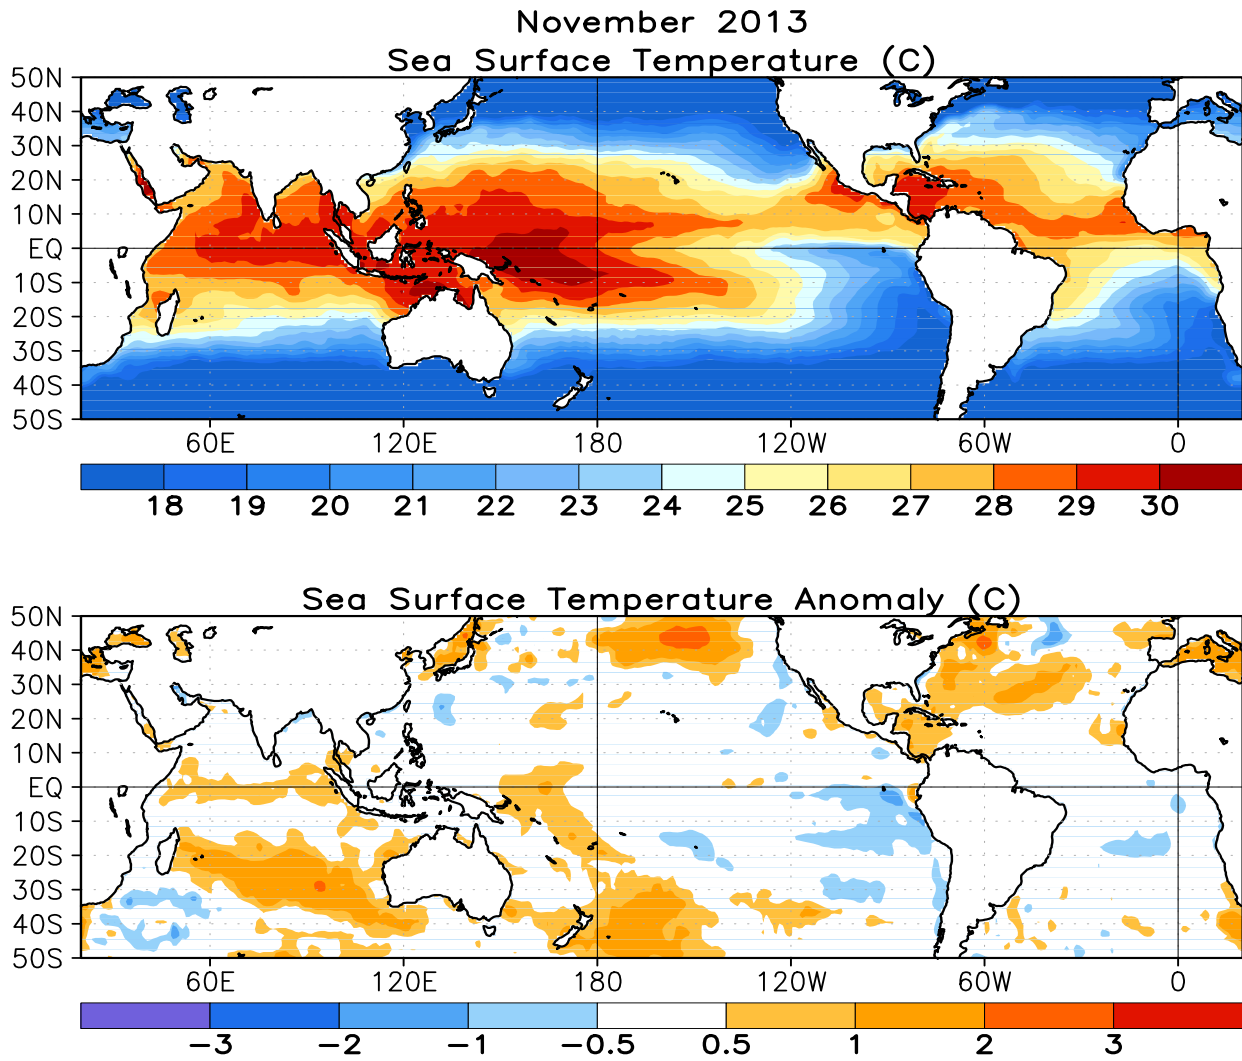 November 2013
Sea Surface Temperature (C)
50N
40N
30N
20N
10N
EQ
10S
20S
30S
40S
50S
60E 120E 180 120W 60W 0
18 19 20 21 22 23 24 25 26 27 28 29 30
Sea Surface Temperature Anomaly (C)
50N
40N
30N
20N
10N
EQ
10S
20S
30S
40S
50S
60E 120E 180 120W 60W 0
−3 −2 −1 −0.5 0.5 1 2 3